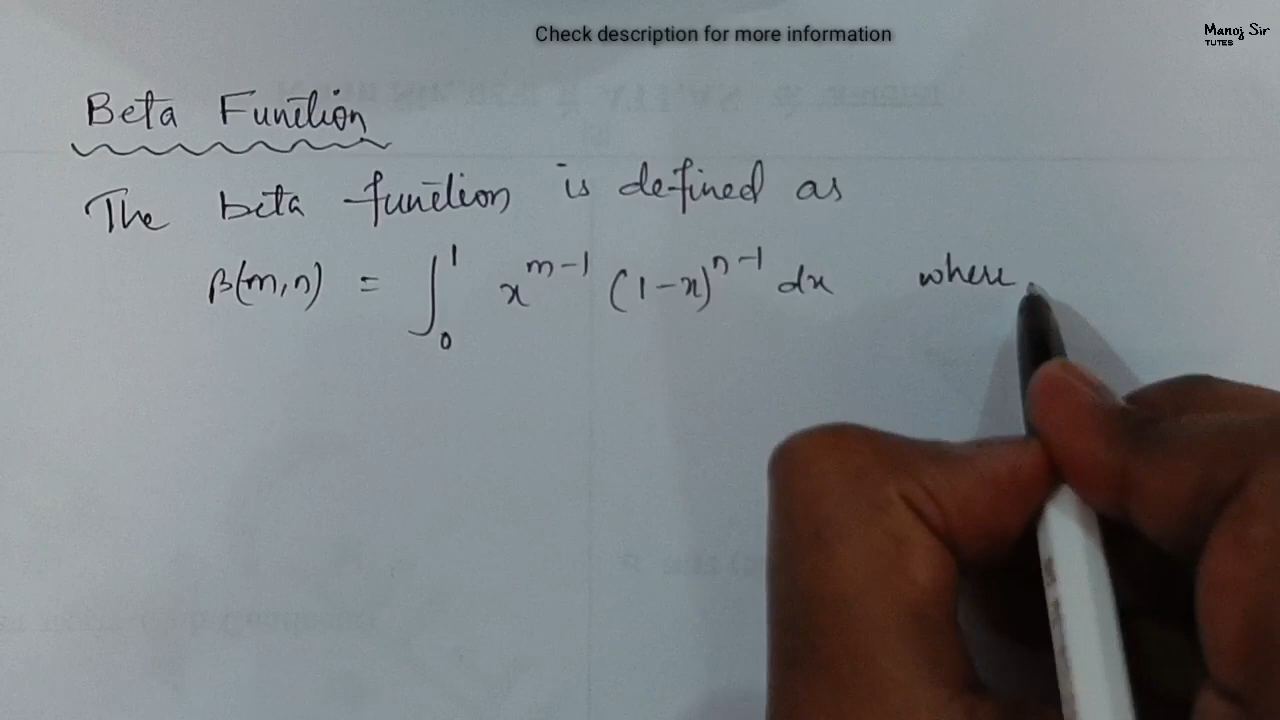 Check description for more information
Manoj Sir
TUTES
Beta Function
The beta function is defined as
β(m,n) = ∫₀¹ x^{m-1} (1-x)^{n-1} dx where